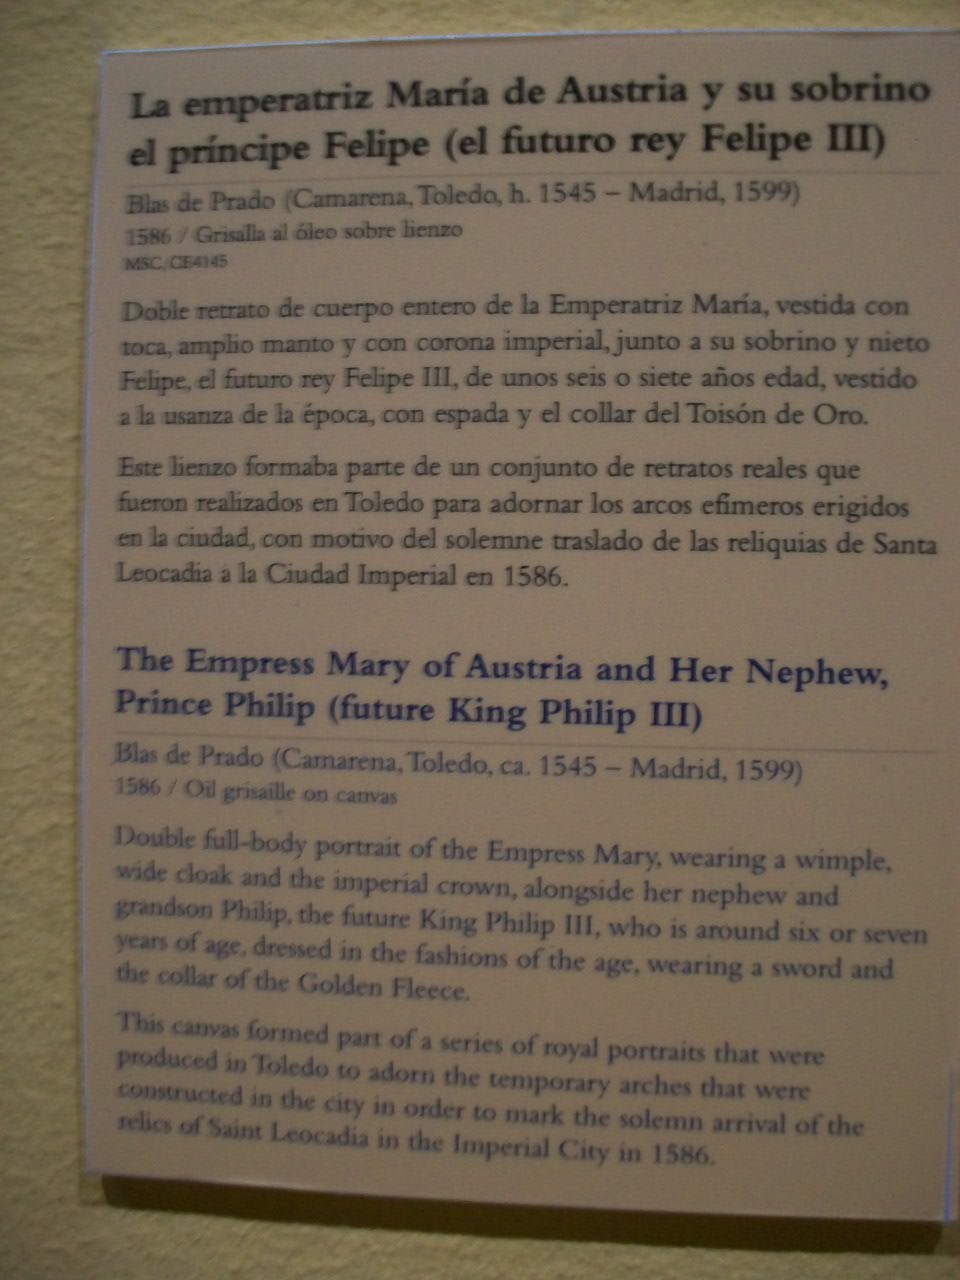 La emperatriz María de Austria y su sobrino
el príncipe Felipe (el futuro rey Felipe III)
Blas de Prado (Camarena, Toledo, h. 1545 – Madrid, 1599)
1586 / Grisalla al óleo sobre lienzo
MSC, CE4145
Doble retrato de cuerpo entero de la Emperatriz María, vestida con
toca, amplio manto y con corona imperial, junto a su sobrino y nieto
Felipe, el futuro rey Felipe III, de unos seis o siete años edad, vestido
a la usanza de la época, con espada y el collar del Toisón de Oro.
Este lienzo formaba parte de un conjunto de retratos reales que
fueron realizados en Toledo para adornar los arcos efímeros erigidos
en la ciudad, con motivo del solemne traslado de las reliquias de Santa
Leocadia a la Ciudad Imperial en 1586.
The Empress Mary of Austria and Her Nephew,
Prince Philip (future King Philip III)
Blas de Prado (Camarena, Toledo, ca. 1545 – Madrid, 1599)
1586 / Oil grisaille on canvas
Double full-body portrait of the Empress Mary, wearing a wimple,
wide cloak and the imperial crown, alongside her nephew and
grandson Philip, the future King Philip III, who is around six or seven
years of age, dressed in the fashions of the age, wearing a sword and
the collar of the Golden Fleece.
This canvas formed part of a series of royal portraits that were
produced in Toledo to adorn the temporary arches that were
constructed in the city in order to mark the solemn arrival of the
relics of Saint Leocadia in the Imperial City in 1586.